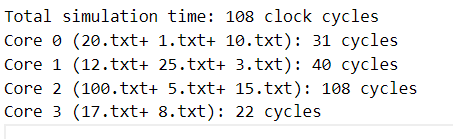 Total simulation time: 108 clock cycles
Core 0 (20.txt+ 1.txt+ 10.txt): 31 cycles
Core 1 (12.txt+ 25.txt+ 3.txt): 40 cycles
Core 2 (100.txt+ 5.txt+ 15.txt): 108 cycles
Core 3 (17.txt+ 8.txt): 22 cycles